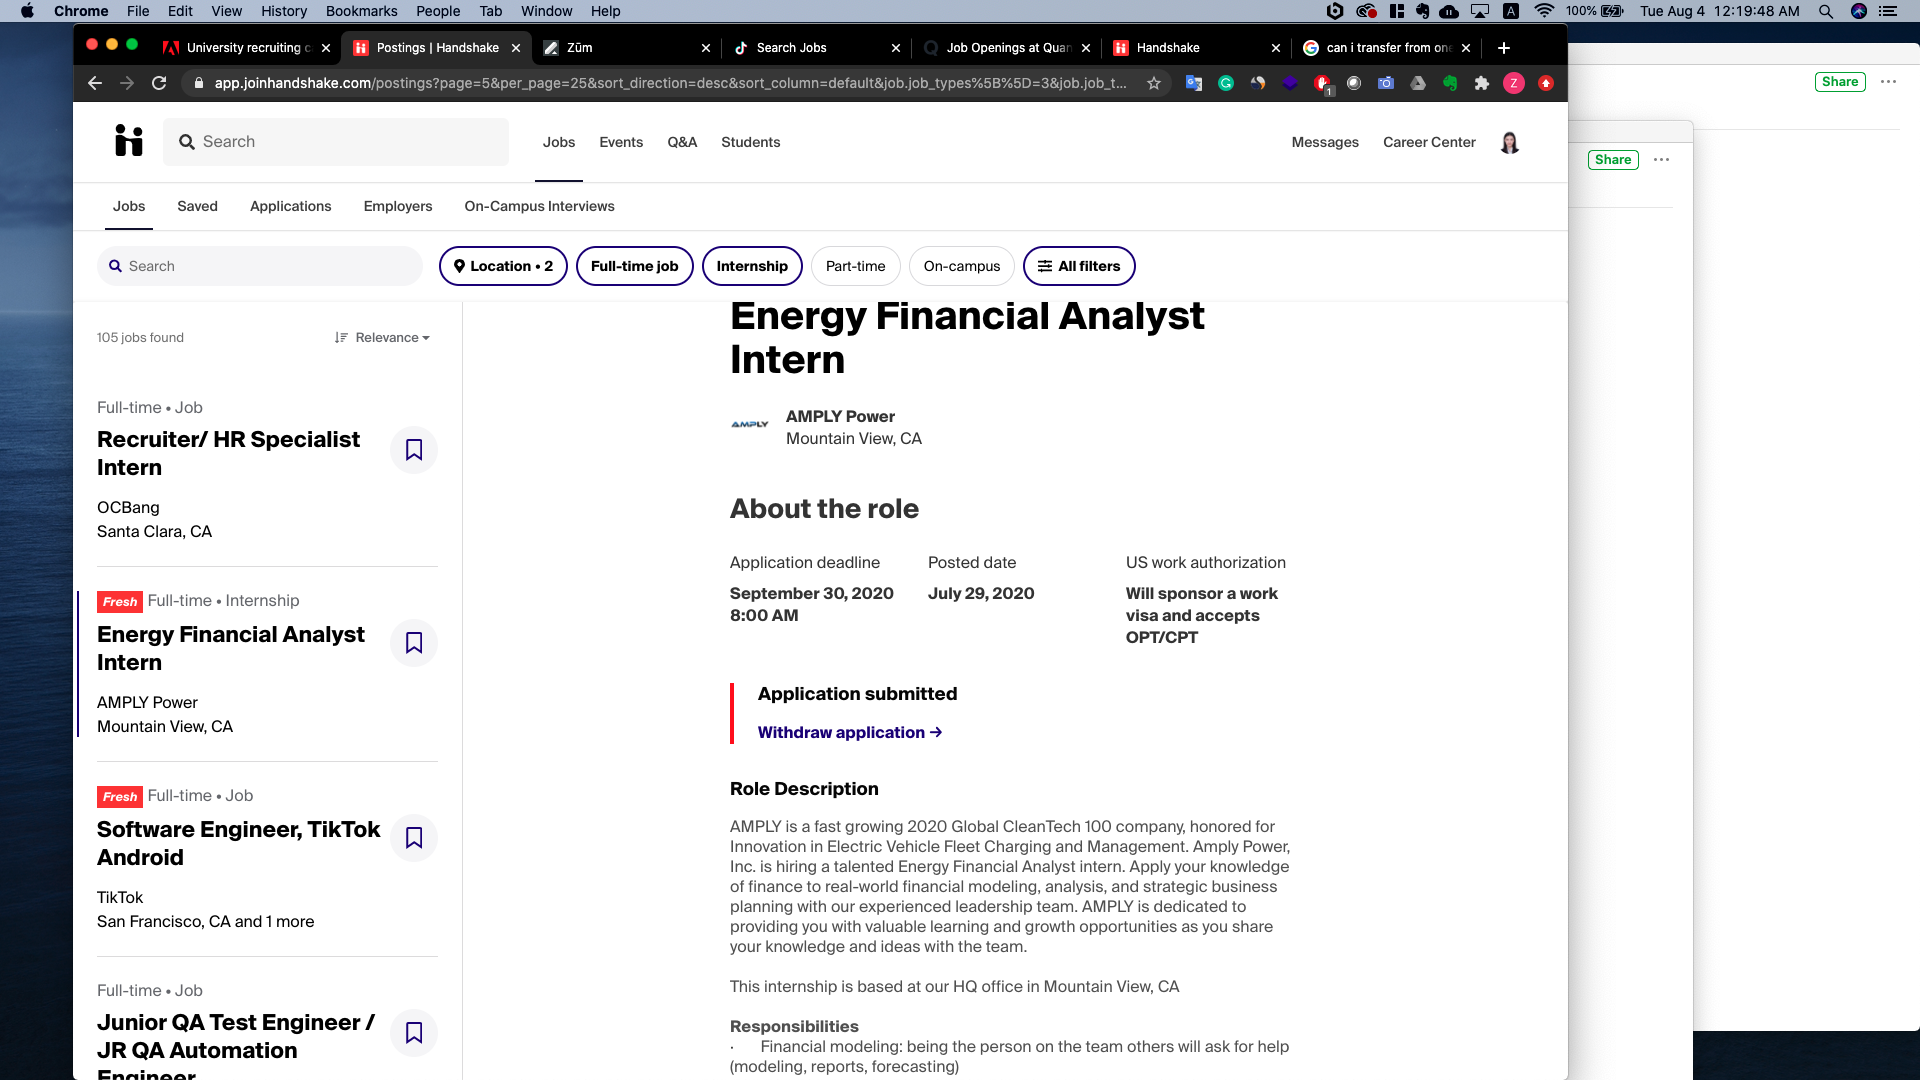 Chrome File Edit View History Bookmarks People Tab Window Help
100% Tue Aug 4 12:19:48 AM
University recruiting
Postings | Handshake
Zūm
Search Jobs
Job Openings at Quan
Handshake
can i transfer from one
app.joinhandshake.com/postings?page=5&per_page=25&sort_direction=desc&sort_column=default&job.job_types%5B%5D=3&job.job_t...
1
Z
Share
Share
Search
Jobs Events Q&A Students
Messages Career Center
Jobs Saved Applications Employers On-Campus Interviews
Search
Location • 2 Full-time job Internship Part-time On-campus All filters
105 jobs found
Relevance
Full-time • Job
Recruiter/ HR Specialist
Intern
OCBang
Santa Clara, CA
Fresh Full-time • Internship
Energy Financial Analyst
Intern
AMPLY Power
Mountain View, CA
Fresh Full-time • Job
Software Engineer, TikTok
Android
TikTok
San Francisco, CA and 1 more
Full-time • Job
Junior QA Test Engineer /
JR QA Automation
Engineer
Energy Financial Analyst
Intern
AMPLY
AMPLY Power
Mountain View, CA
About the role
Application deadline
September 30, 2020
8:00 AM
Posted date
July 29, 2020
US work authorization
Will sponsor a work
visa and accepts
OPT/CPT
Application submitted
Withdraw application →
Role Description
AMPLY is a fast growing 2020 Global CleanTech 100 company, honored for
Innovation in Electric Vehicle Fleet Charging and Management. Amply Power,
Inc. is hiring a talented Energy Financial Analyst intern. Apply your knowledge
of finance to real-world financial modeling, analysis, and strategic business
planning with our experienced leadership team. AMPLY is dedicated to
providing you with valuable learning and growth opportunities as you share
your knowledge and ideas with the team.
This internship is based at our HQ office in Mountain View, CA
Responsibilities
· Financial modeling: being the person on the team others will ask for help
(modeling, reports, forecasting)